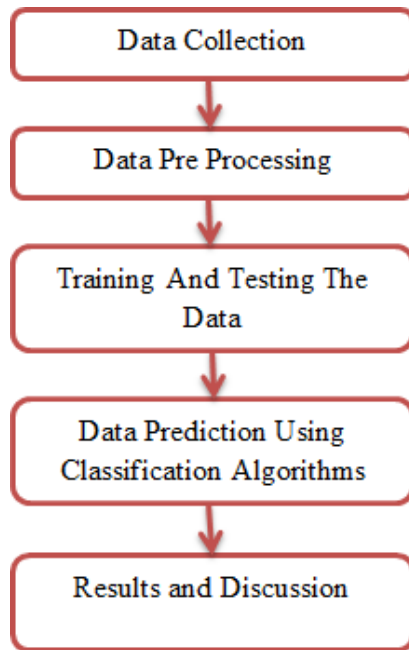 Data Collection
Data Pre Processing
Training And Testing The
Data
Data Prediction Using
Classification Algorithms
Results and Discussion